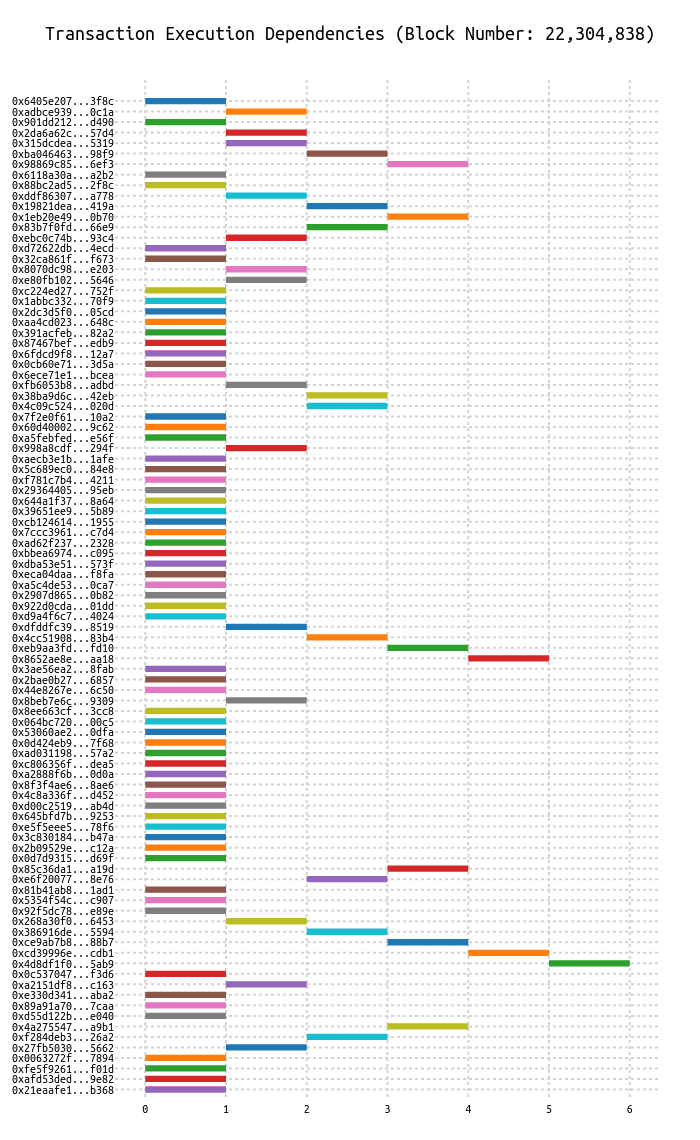 Transaction Execution Dependencies (Block Number: 22,304,838)
0x6405e207...3f8c
0xadbce939...0c1a
0x901dd212...d490
0x2da6a62c...57d4
0x315dcdea...5319
0xba046463...98f9
0x98869c85...6ef3
0x6118a30a...a2b2
0x88bc2ad5...2f8c
0xddf86307...a778
0x19821dea...419a
0x1eb20e49...0b70
0x83b7f0fd...66e9
0xebc0c74b...93c4
0xd72622db...4ecd
0x32ca861f...f673
0x8070dc98...e203
0xe80fb102...5646
0xc224ed27...752f
0x1abbc332...70f9
0x2dc3d5f0...05cd
0xaa4cd023...648c
0x391acfeb...82a2
0x87467bef...edb9
0x6fdcd9f8...12a7
0x0cb60e71...3d5a
0x6ece71e1...bcea
0xfb6053b8...adbd
0x38ba9d6c...42eb
0x4c09c524...020d
0x7f2e0f61...10a2
0x60d40002...9c62
0xa5febfed...e56f
0x998a8cdf...294f
0xaecb3e1b...1afe
0x5c689ec0...84e8
0xf781c7b4...4211
0x29364405...95eb
0x644a1f37...8a64
0x39651ee9...5b89
0xcb124614...1955
0x7ccc3961...c7d4
0xad62f237...2328
0xbbea6974...c095
0xdba53e51...573f
0xeca04daa...f8fa
0xa5c4de53...0ca7
0x2907d865...0b82
0x922d0cda...01dd
0xd9a4f6c7...4024
0xdfddfc39...8519
0x4cc51908...83b4
0xeb9aa3fd...fd10
0x8652ae8e...aa18
0x3ae56ea2...8fab
0x2bae0b27...6857
0x44e8267e...6c50
0x8beb7e6c...9309
0x8ee663cf...3cc8
0x064bc720...00c5
0x53060ae2...0dfa
0x0d424eb9...7f68
0xad031198...57a2
0xc806356f...dea5
0xa2888f6b...0d0a
0x8f3f4ae6...8ae6
0x4c8a336f...d452
0xd00c2519...ab4d
0x645bfd7b...9253
0xe5f5eee5...78f6
0x3c830184...b47a
0x2b09529e...c12a
0x0d7d9315...d69f
0x85c36da1...a19d
0xe6f20077...8e76
0x81b41ab8...1ad1
0x5354f54c...c907
0x92f5dc78...e89e
0x268a30f0...6453
0x386916de...5594
0xce9ab7b8...88b7
0xcd39996e...cdb1
0x4d8df1f0...5ab9
0x0c537047...f3d6
0xa2151df8...c163
0xe330d341...aba2
0x89a91a70...7caa
0xd55d122b...e040
0x4a275547...a9b1
0xf284deb3...26a2
0x27fb5030...5662
0x0063272f...7894
0xfe5f9261...f01d
0xafd53ded...9e82
0x21eaafe1...b368
0 1 2 3 4 5 6